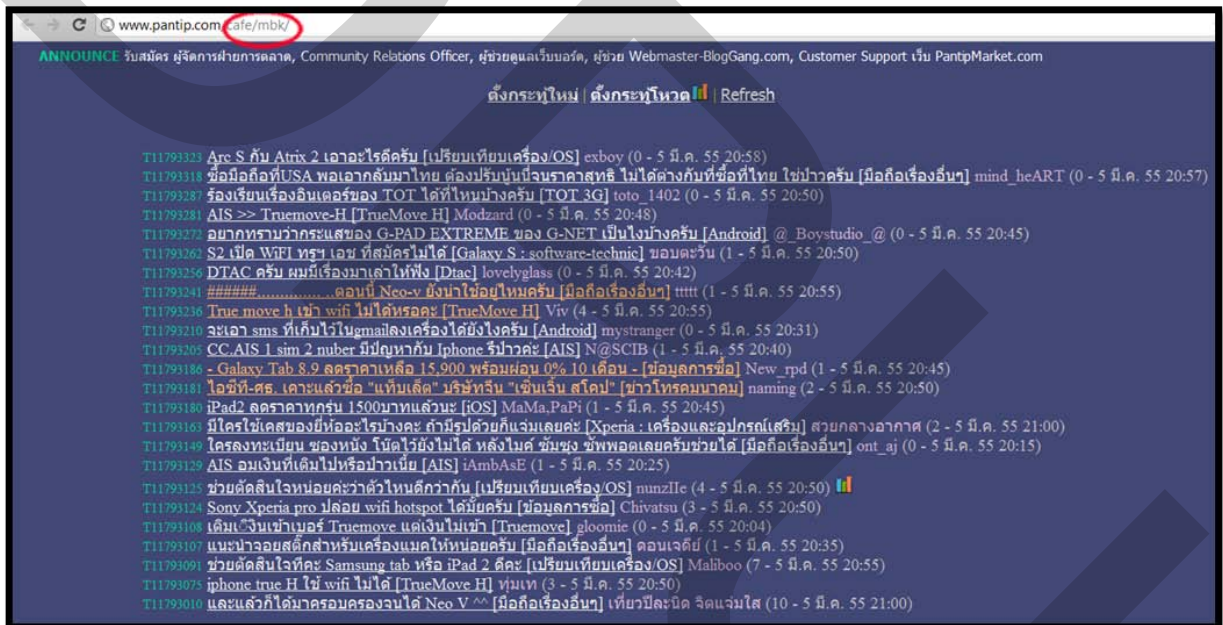 www.pantip.com/cafe/mbk/
ANNOUNCE รับสมัคร ผู้จัดการฝ่ายการตลาด, Community Relations Officer, ผู้ช่วยดูแลเว็บบอร์ด, ผู้ช่วย Webmaster-BlogGang.com, Customer Support เว็บ PantipMarket.com
ตั้งกระทู้ใหม่ | ตั้งกระทู้โหวต | Refresh
T11793323 Arc S กับ Atrix 2 เอาอะไรดีครับ [เปรียบเทียบเครื่อง/OS] exboy (0 - 5 มี.ค. 55 20:58)
T11793318 ซื้อมือถือที่USA พอเอากลับมาไทย ต้องปรับนู่นนี่จนราคาสุทธิ ไม่ได้ต่างกับที่ซื้อที่ไทย ใช่ป่าวครับ [มือถือเรื่องอื่นๆ] mind_heART (0 - 5 มี.ค. 55 20:57)
T11793287 ร้องเรียนเรื่องอินเตอร์ของ TOT ได้ที่ไหนบ้างครับ [TOT 3G] toto_1402 (0 - 5 มี.ค. 55 20:50)
T11793281 AIS >> Truemove-H [TrueMove H] Modzard (0 - 5 มี.ค. 55 20:48)
T11793272 อยากทราบว่ากระแสของ G-PAD EXTREME ของ G-NET เป็นไงบ้างครับ [Android] @_Boystudio_@ (0 - 5 มี.ค. 55 20:45)
T11793262 S2 เปิด WiFI ทรูฯ เอช ที่สมัครไม่ได้ [Galaxy S : software-technic] ขอบตะวัน (1 - 5 มี.ค. 55 20:50)
T11793256 DTAC ครับ ผมมีเรื่องมาเล่าให้ฟัง [Dtac] lovelyglass (0 - 5 มี.ค. 55 20:42)
T11793241 ######.............. ..ตอนนี้ Neo-v ยังน่าใช้อยู่ไหมครับ [มือถือเรื่องอื่นๆ] ttttt (1 - 5 มี.ค. 55 20:55)
T11793236 True move h เข้า wifi ไม่ได้หรอคะ [TrueMove H] Viv (4 - 5 มี.ค. 55 20:55)
T11793210 จะเอา sms ที่เก็บไว้ในgmailลงเครื่องได้ยังไงครับ [Android] mystranger (0 - 5 มี.ค. 55 20:31)
T11793205 CC.AIS 1 sim 2 nuber มีปัญหากับ Iphone รึป่าวค่ะ [AIS] N@SCIB (1 - 5 มี.ค. 55 20:40)
T11793186 - Galaxy Tab 8.9 ลดราคาเหลือ 15,900 พร้อมผ่อน 0% 10 เดือน - [ข้อมูลการซื้อ] New_rpd (1 - 5 มี.ค. 55 20:45)
T11793181 ไอซีที-ศธ. เคาะแล้วซื้อ "แท็บเล็ต" บริษัทจีน "เซิ่นเจิ้น สโคป" [ข่าวโทรคมนาคม] naming (2 - 5 มี.ค. 55 20:50)
T11793180 iPad2 ลดราคาทุกรุ่น 1500บาทแล้วนะ [iOS] MaMa,PaPi (1 - 5 มี.ค. 55 20:45)
T11793163 มีใครใช้เคสของยี่ห้ออะไรบ้างคะ ถ้ามีรูปด้วยก็แจ่มเลยค่ะ [Xperia : เครื่องและอุปกรณ์เสริม] สวยกลางอากาศ (2 - 5 มี.ค. 55 21:00)
T11793149 ใครลงทะเบียน ซองหนัง โน๊ตไว้ยังไม่ได้ หลังไมค์ ซัมซุง ซัพพอตเลยครับช่วยได้ [มือถือเรื่องอื่นๆ] ont_aj (0 - 5 มี.ค. 55 20:15)
T11793129 AIS อมเงินที่เติมไปหรือป่าวเนี่ย [AIS] iAmbAsE (1 - 5 มี.ค. 55 20:25)
T11793125 ช่วยตัดสินใจหน่อยค่ะว่าตัวไหนดีกว่ากัน [เปรียบเทียบเครื่อง/OS] nunzIIe (4 - 5 มี.ค. 55 20:50)
T11793124 Sony Xperia pro ปล่อย wifi hotspot ได้มั้ยครับ [ข้อมูลการซื้อ] Chivatsu (3 - 5 มี.ค. 55 20:50)
T11793108 เติมเงินเข้าเบอร์ Truemove แต่เงินไม่เข้า [Truemove] gloomie (0 - 5 มี.ค. 55 20:04)
T11793107 แนะนำจอยสติ๊กสำหรับเครื่องแมคให้หน่อยครับ [มือถือเรื่องอื่นๆ] ดอนเจดีย์ (1 - 5 มี.ค. 55 20:35)
T11793091 ช่วยตัดสินใจทีคะ Samsung tab หรือ iPad 2 ดีคะ [เปรียบเทียบเครื่อง/OS] Maliboo (7 - 5 มี.ค. 55 20:55)
T11793075 iphone true H ใช้ wifi ไม่ได้ [TrueMove H] ทุ่มเท (3 - 5 มี.ค. 55 20:50)
T11793010 และแล้วก็ได้มาครอบครองจนได้ Neo V ^^ [มือถือเรื่องอื่นๆ] เที่ยวปีละนิด จิตแจ่มใส (10 - 5 มี.ค. 55 21:00)